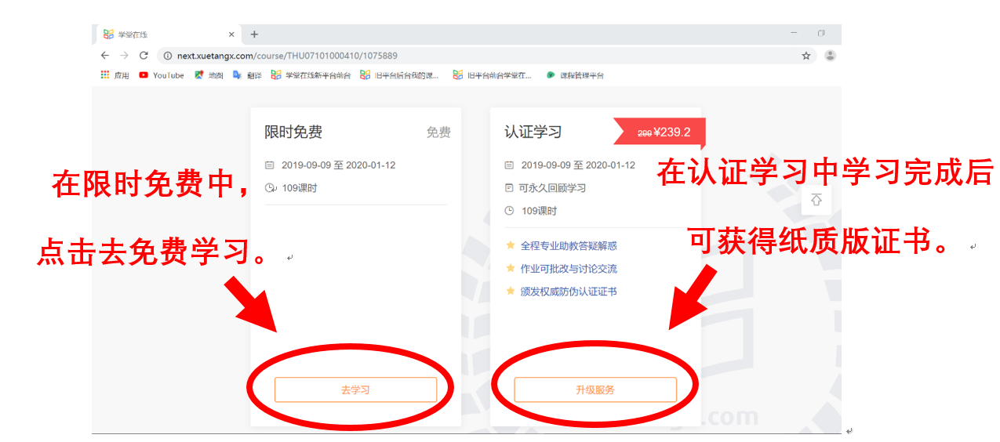 学堂在线
next.xuetangx.com/course/THU07101000410/1075889
应用 YouTube 地图 翻译 学堂在线新平台前台 旧平台后台我的课... 旧平台前台学堂在... 课程管理平台
限时免费 免费
2019-09-09 至 2020-01-12
109课时
去学习
认证学习 299 ¥239.2
2019-09-09 至 2020-01-12
可永久回顾学习
109课时
全程专业助教答疑解惑
作业可批改与讨论交流
颁发权威防伪认证证书
升级服务
在限时免费中，
点击去免费学习。
在认证学习中学习完成后
可获得纸质版证书。
.com